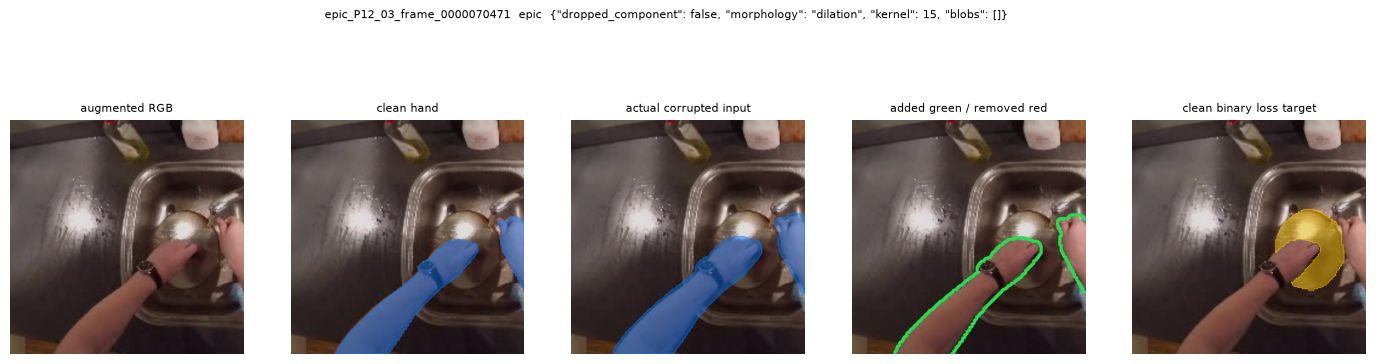 epic_P12_03_frame_0000070471  epic  {"dropped_component": false, "morphology": "dilation", "kernel": 15, "blobs": []}
augmented RGB
clean hand
actual corrupted input
added green / removed red
clean binary loss target